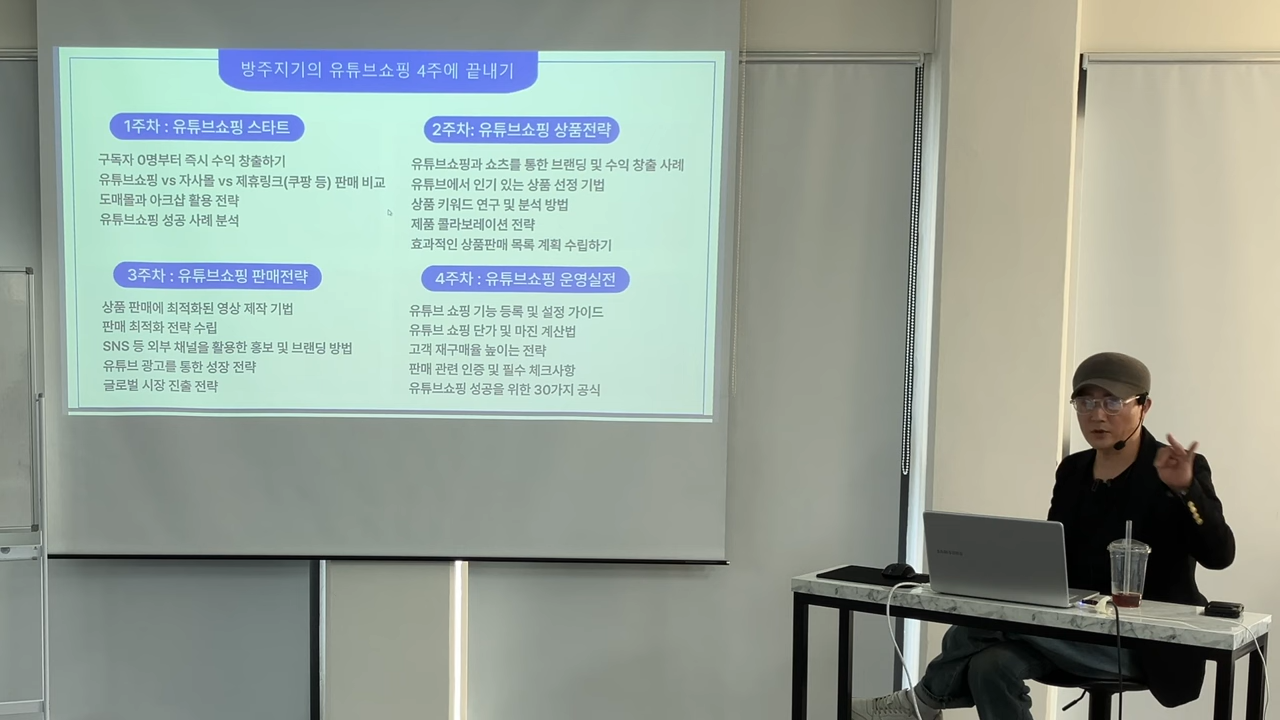 방주지기의 유튜브쇼핑 4주에 끝내기
1주차 : 유튜브쇼핑 스타트
구독자 0명부터 즉시 수익 창출하기
유튜브쇼핑 vs 자사몰 vs 제휴링크(쿠팡 등) 판매 비교
도매몰과 아크샵 활용 전략
유튜브쇼핑 성공 사례 분석
2주차: 유튜브쇼핑 상품전략
유튜브쇼핑과 쇼츠를 통한 브랜딩 및 수익 창출 사례
유튜브에서 인기 있는 상품 선정 기법
상품 키워드 연구 및 분석 방법
제품 콜라보레이션 전략
효과적인 상품판매 목록 계획 수립하기
3주차 : 유튜브쇼핑 판매전략
상품 판매에 최적화된 영상 제작 기법
판매 최적화 전략 수립
SNS 등 외부 채널을 활용한 홍보 및 브랜딩 방법
유튜브 광고를 통한 성장 전략
글로벌 시장 진출 전략
4주차 : 유튜브쇼핑 운영실전
유튜브 쇼핑 기능 등록 및 설정 가이드
유튜브 쇼핑 단가 및 마진 계산법
고객 재구매율 높이는 전략
판매 관련 인증 및 필수 체크사항
유튜브쇼핑 성공을 위한 30가지 공식
SAMSUNG